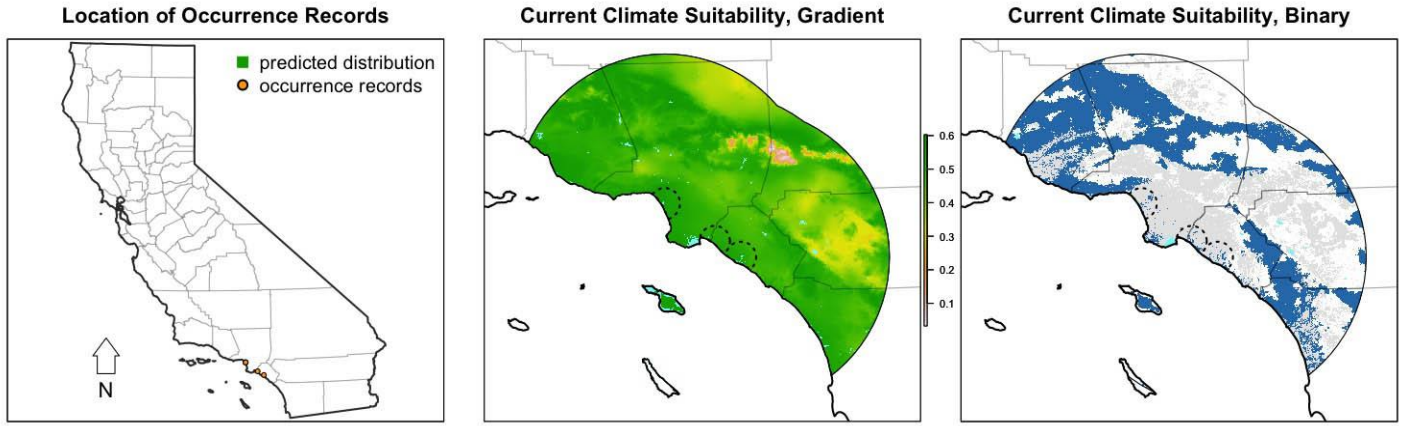 Location of Occurrence Records
predicted distribution
occurrence records
N
Current Climate Suitability, Gradient
0.6
0.5
0.4
0.3
0.2
0.1
Current Climate Suitability, Binary